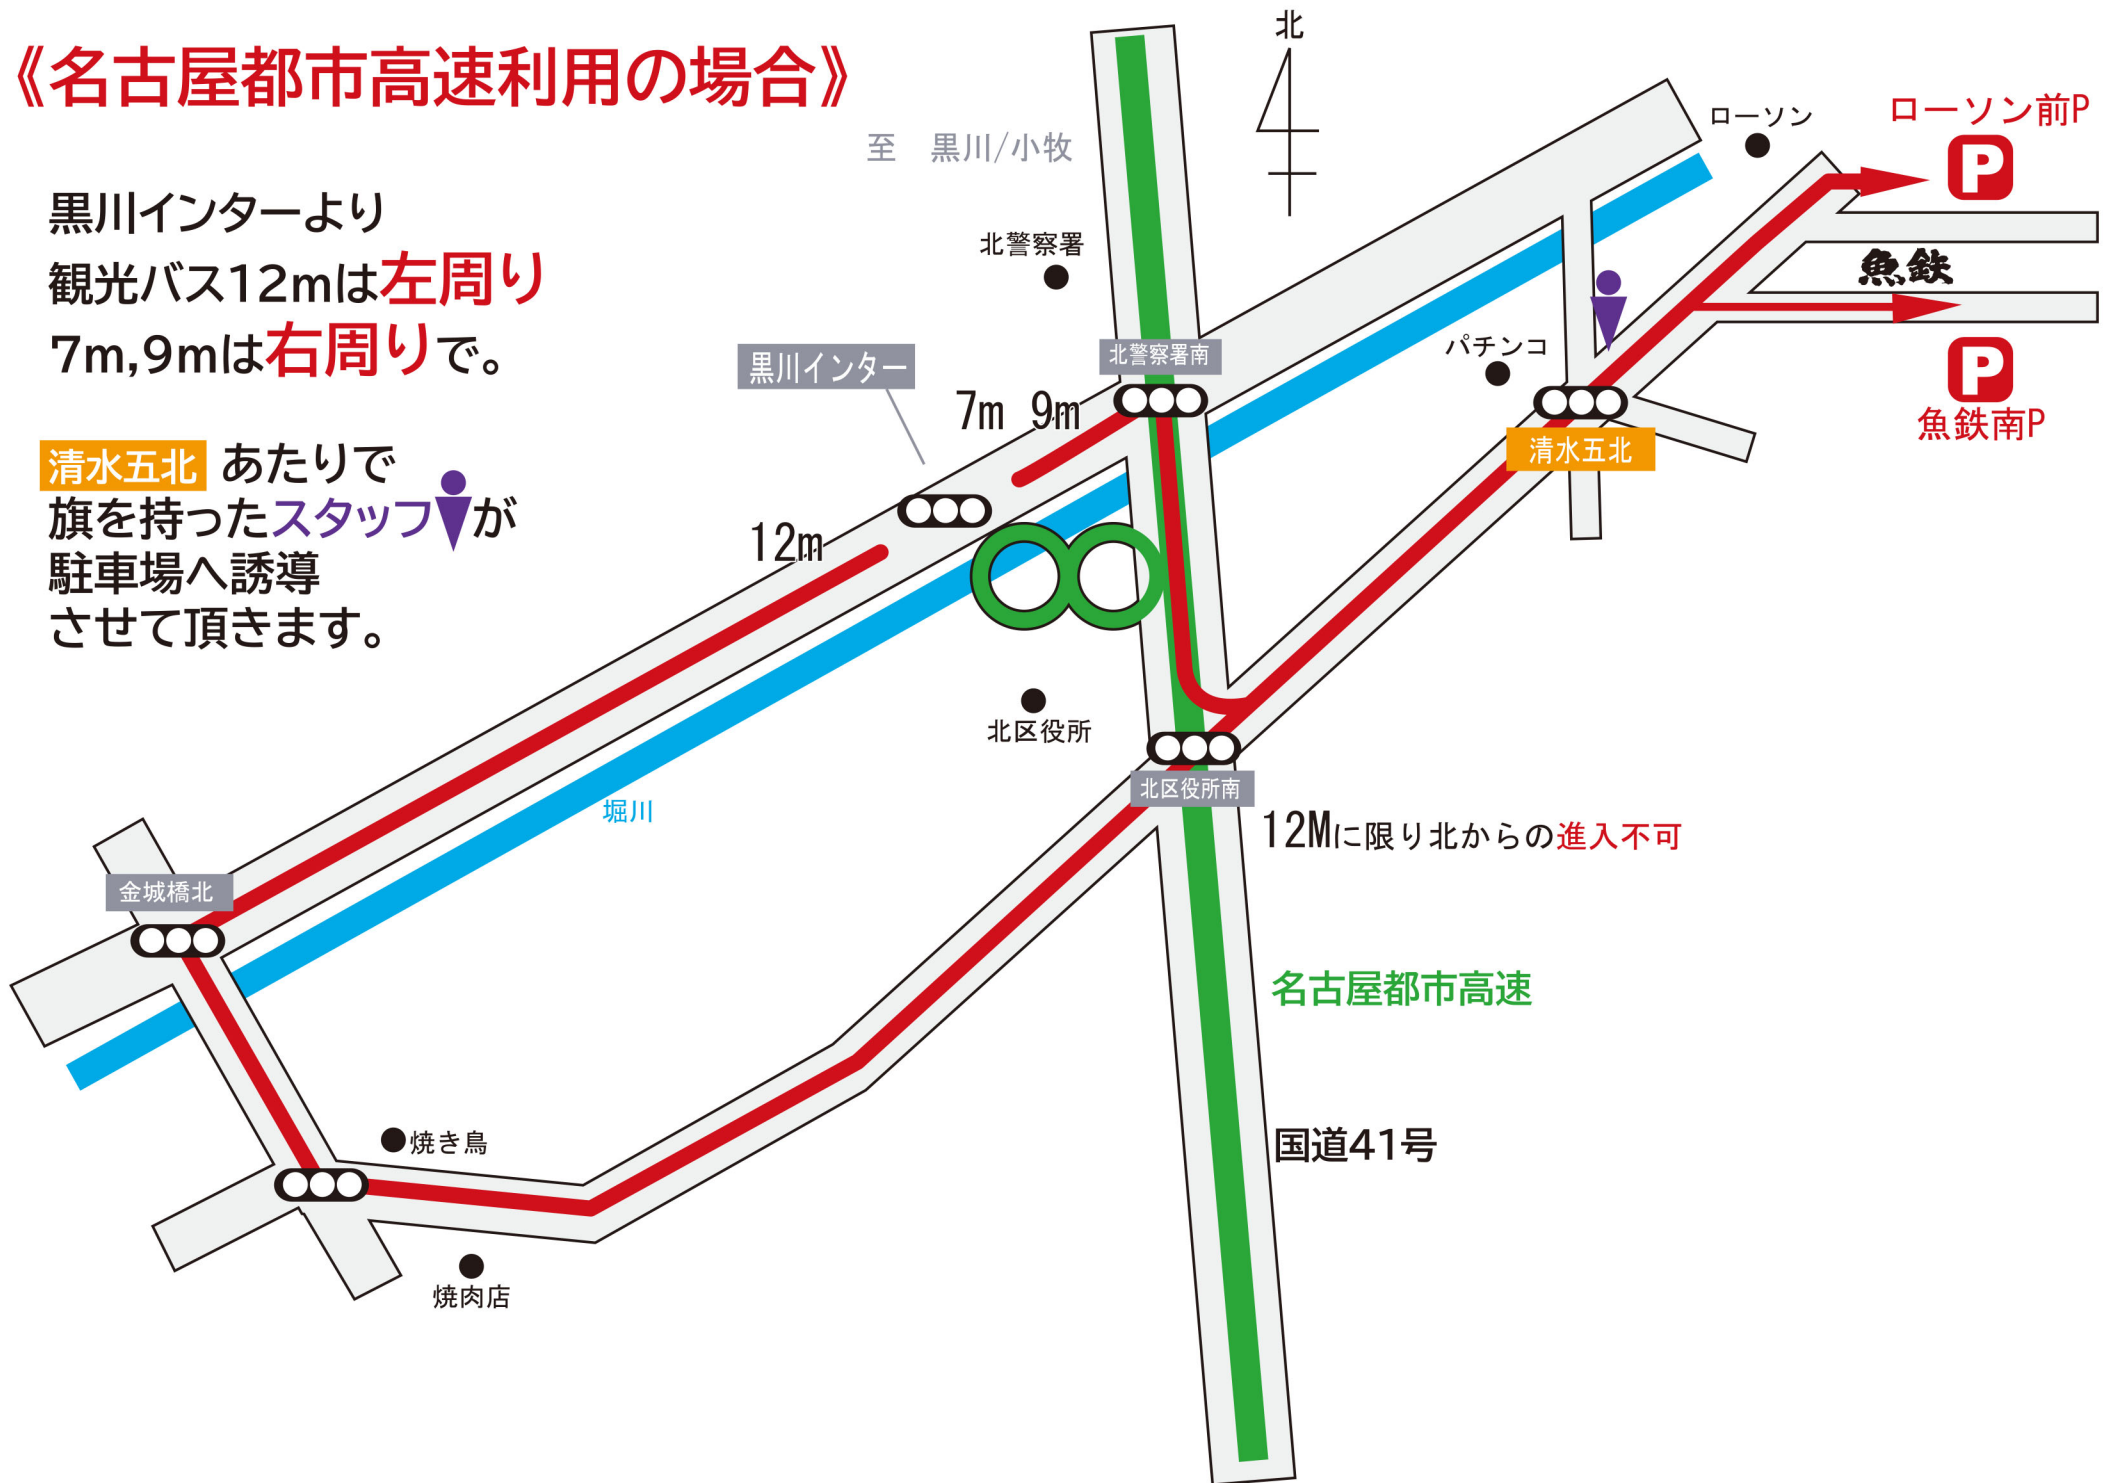 《名古屋都市高速利用の場合》
黒川インターより
観光バス12mは左周り
7m,9mは右周りで。
清水五北 あたりで
旗を持ったスタッフが
駐車場へ誘導
させて頂きます。
北
至 黒川/小牧
北警察署
ローソン
ローソン前P
P
魚鉄
P
魚鉄南P
パチンコ
北警察署南
黒川インター
7m 9m
12m
清水五北
北区役所
北区役所南
12Mに限り北からの進入不可
堀川
金城橋北
名古屋都市高速
国道41号
焼き鳥
焼肉店